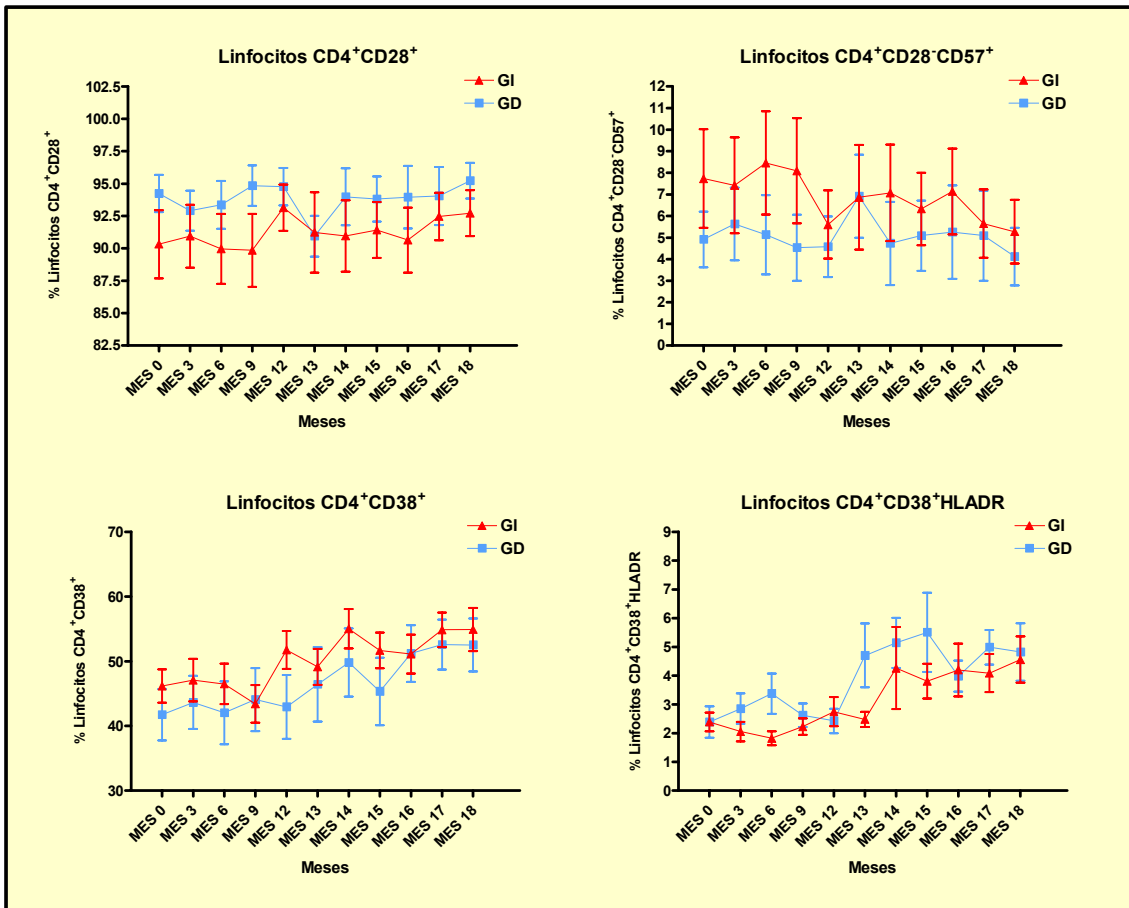 Linfocitos CD4⁺CD28⁺
GI
GD
% Linfocitos CD4⁺CD28⁺
102.5
100.0
97.5
95.0
92.5
90.0
87.5
85.0
82.5
MES 0
MES 3
MES 6
MES 9
MES 12
MES 13
MES 14
MES 15
MES 16
MES 17
MES 18
Meses
Linfocitos CD4⁺CD28⁻CD57⁺
GI
GD
% Linfocitos CD4⁺CD28⁻CD57⁺
12
11
10
9
8
7
6
5
4
3
2
1
0
MES 0
MES 3
MES 6
MES 9
MES 12
MES 13
MES 14
MES 15
MES 16
MES 17
MES 18
Meses
Linfocitos CD4⁺CD38⁺
GI
GD
% Linfocitos CD4⁺CD38⁺
70
60
50
40
30
MES 0
MES 3
MES 6
MES 9
MES 12
MES 13
MES 14
MES 15
MES 16
MES 17
MES 18
Meses
Linfocitos CD4⁺CD38⁺HLADR
GI
GD
% Linfocitos CD4⁺CD38⁺HLADR
9
8
7
6
5
4
3
2
1
0
MES 0
MES 3
MES 6
MES 9
MES 12
MES 13
MES 14
MES 15
MES 16
MES 17
MES 18
Meses